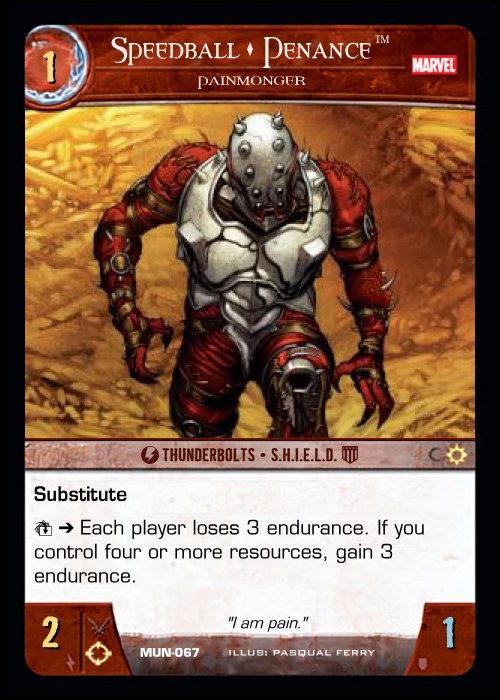 1
SPEEDBALL ♦ PENANCE™
PAINMONGER
MARVEL
THUNDERBOLTS • S.H.I.E.L.D.
Substitute
➔ Each player loses 3 endurance. If you
control four or more resources, gain 3
endurance.
"I am pain."
2
MUN-067 ILLUS: PASQUAL FERRY
1